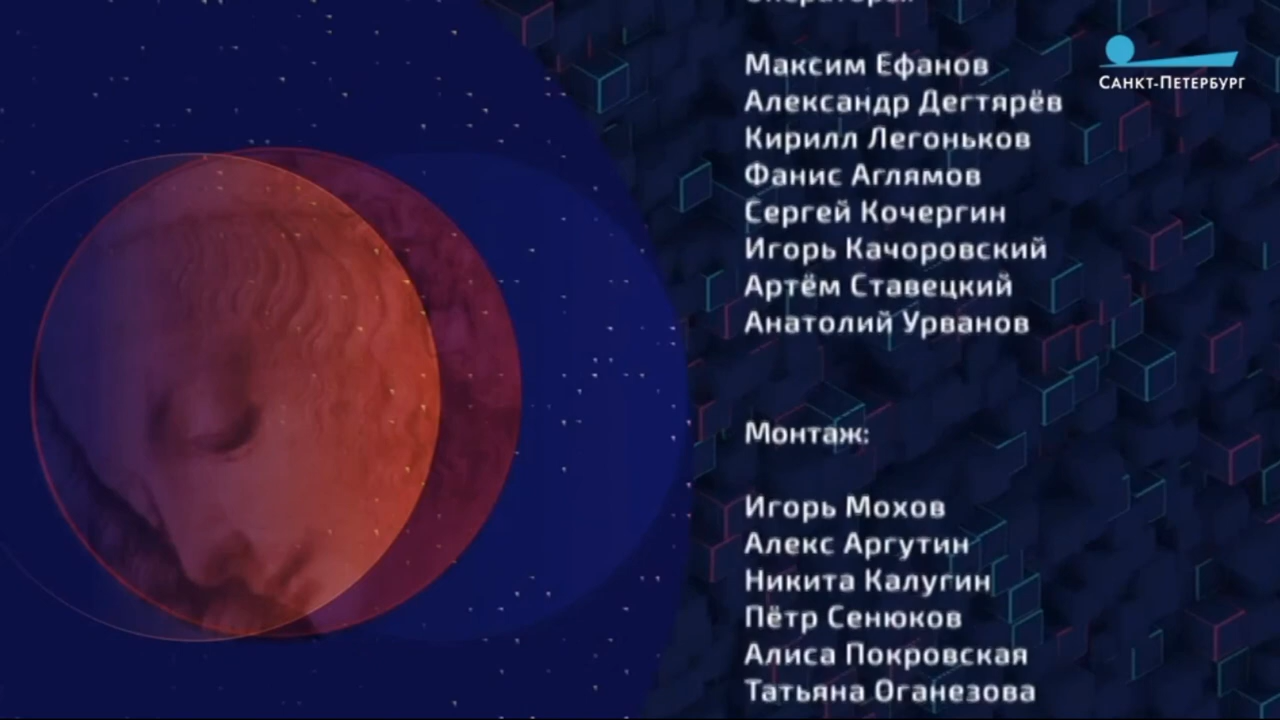 Операторы:
Максим Ефанов
Александр Дегтярёв
Кирилл Легоньков
Фанис Аглямов
Сергей Кочергин
Игорь Качоровский
Артём Ставецкий
Анатолий Урванов
Монтаж:
Игорь Мохов
Алекс Аргутин
Никита Калугин
Пётр Сенюков
Алиса Покровская
Татьяна Оганезова
Санкт-Петербург